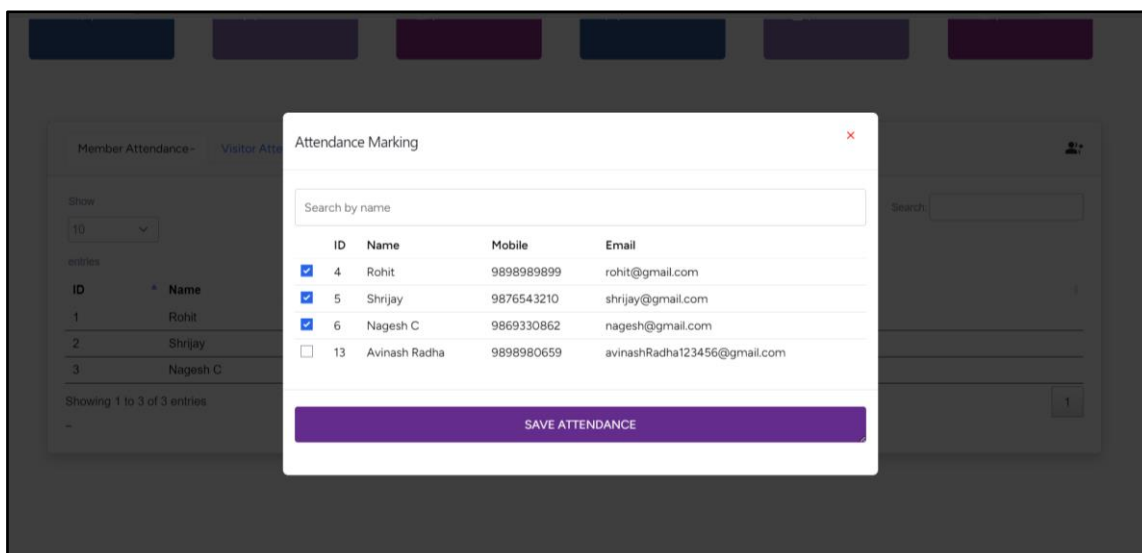 Attendance Marking ×
Member Attendance- Visitor Atte
Search by name
Show Search:
10
ID Name Mobile Email
4 Rohit 9898989899 rohit@gmail.com
entries
5 Shrijay 9876543210 shrijay@gmail.com
ID Name
6 Nagesh C 9869330862 nagesh@gmail.com
1 Rohit
13 Avinash Radha 9898980659 avinashRadha123456@gmail.com
2 Shrijay
3 Nagesh C
Showing 1 to 3 of 3 entries 1
SAVE ATTENDANCE